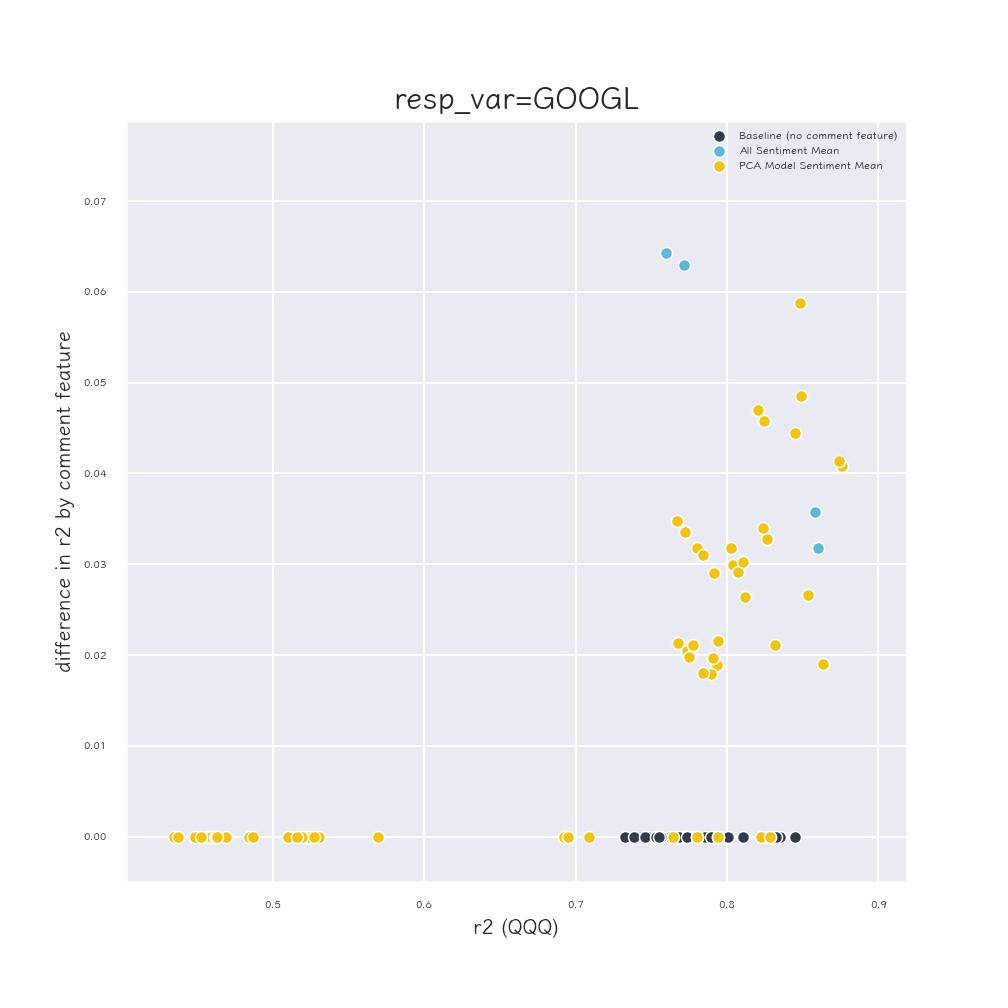 resp_var=GOOGL
Baseline (no comment feature)
All Sentiment Mean
PCA Model Sentiment Mean
0.07
0.06
0.05
0.04
0.03
0.02
0.01
0.00
difference in r2 by comment feature
0.5
0.6
0.7
0.8
0.9
r2 (QQQ)